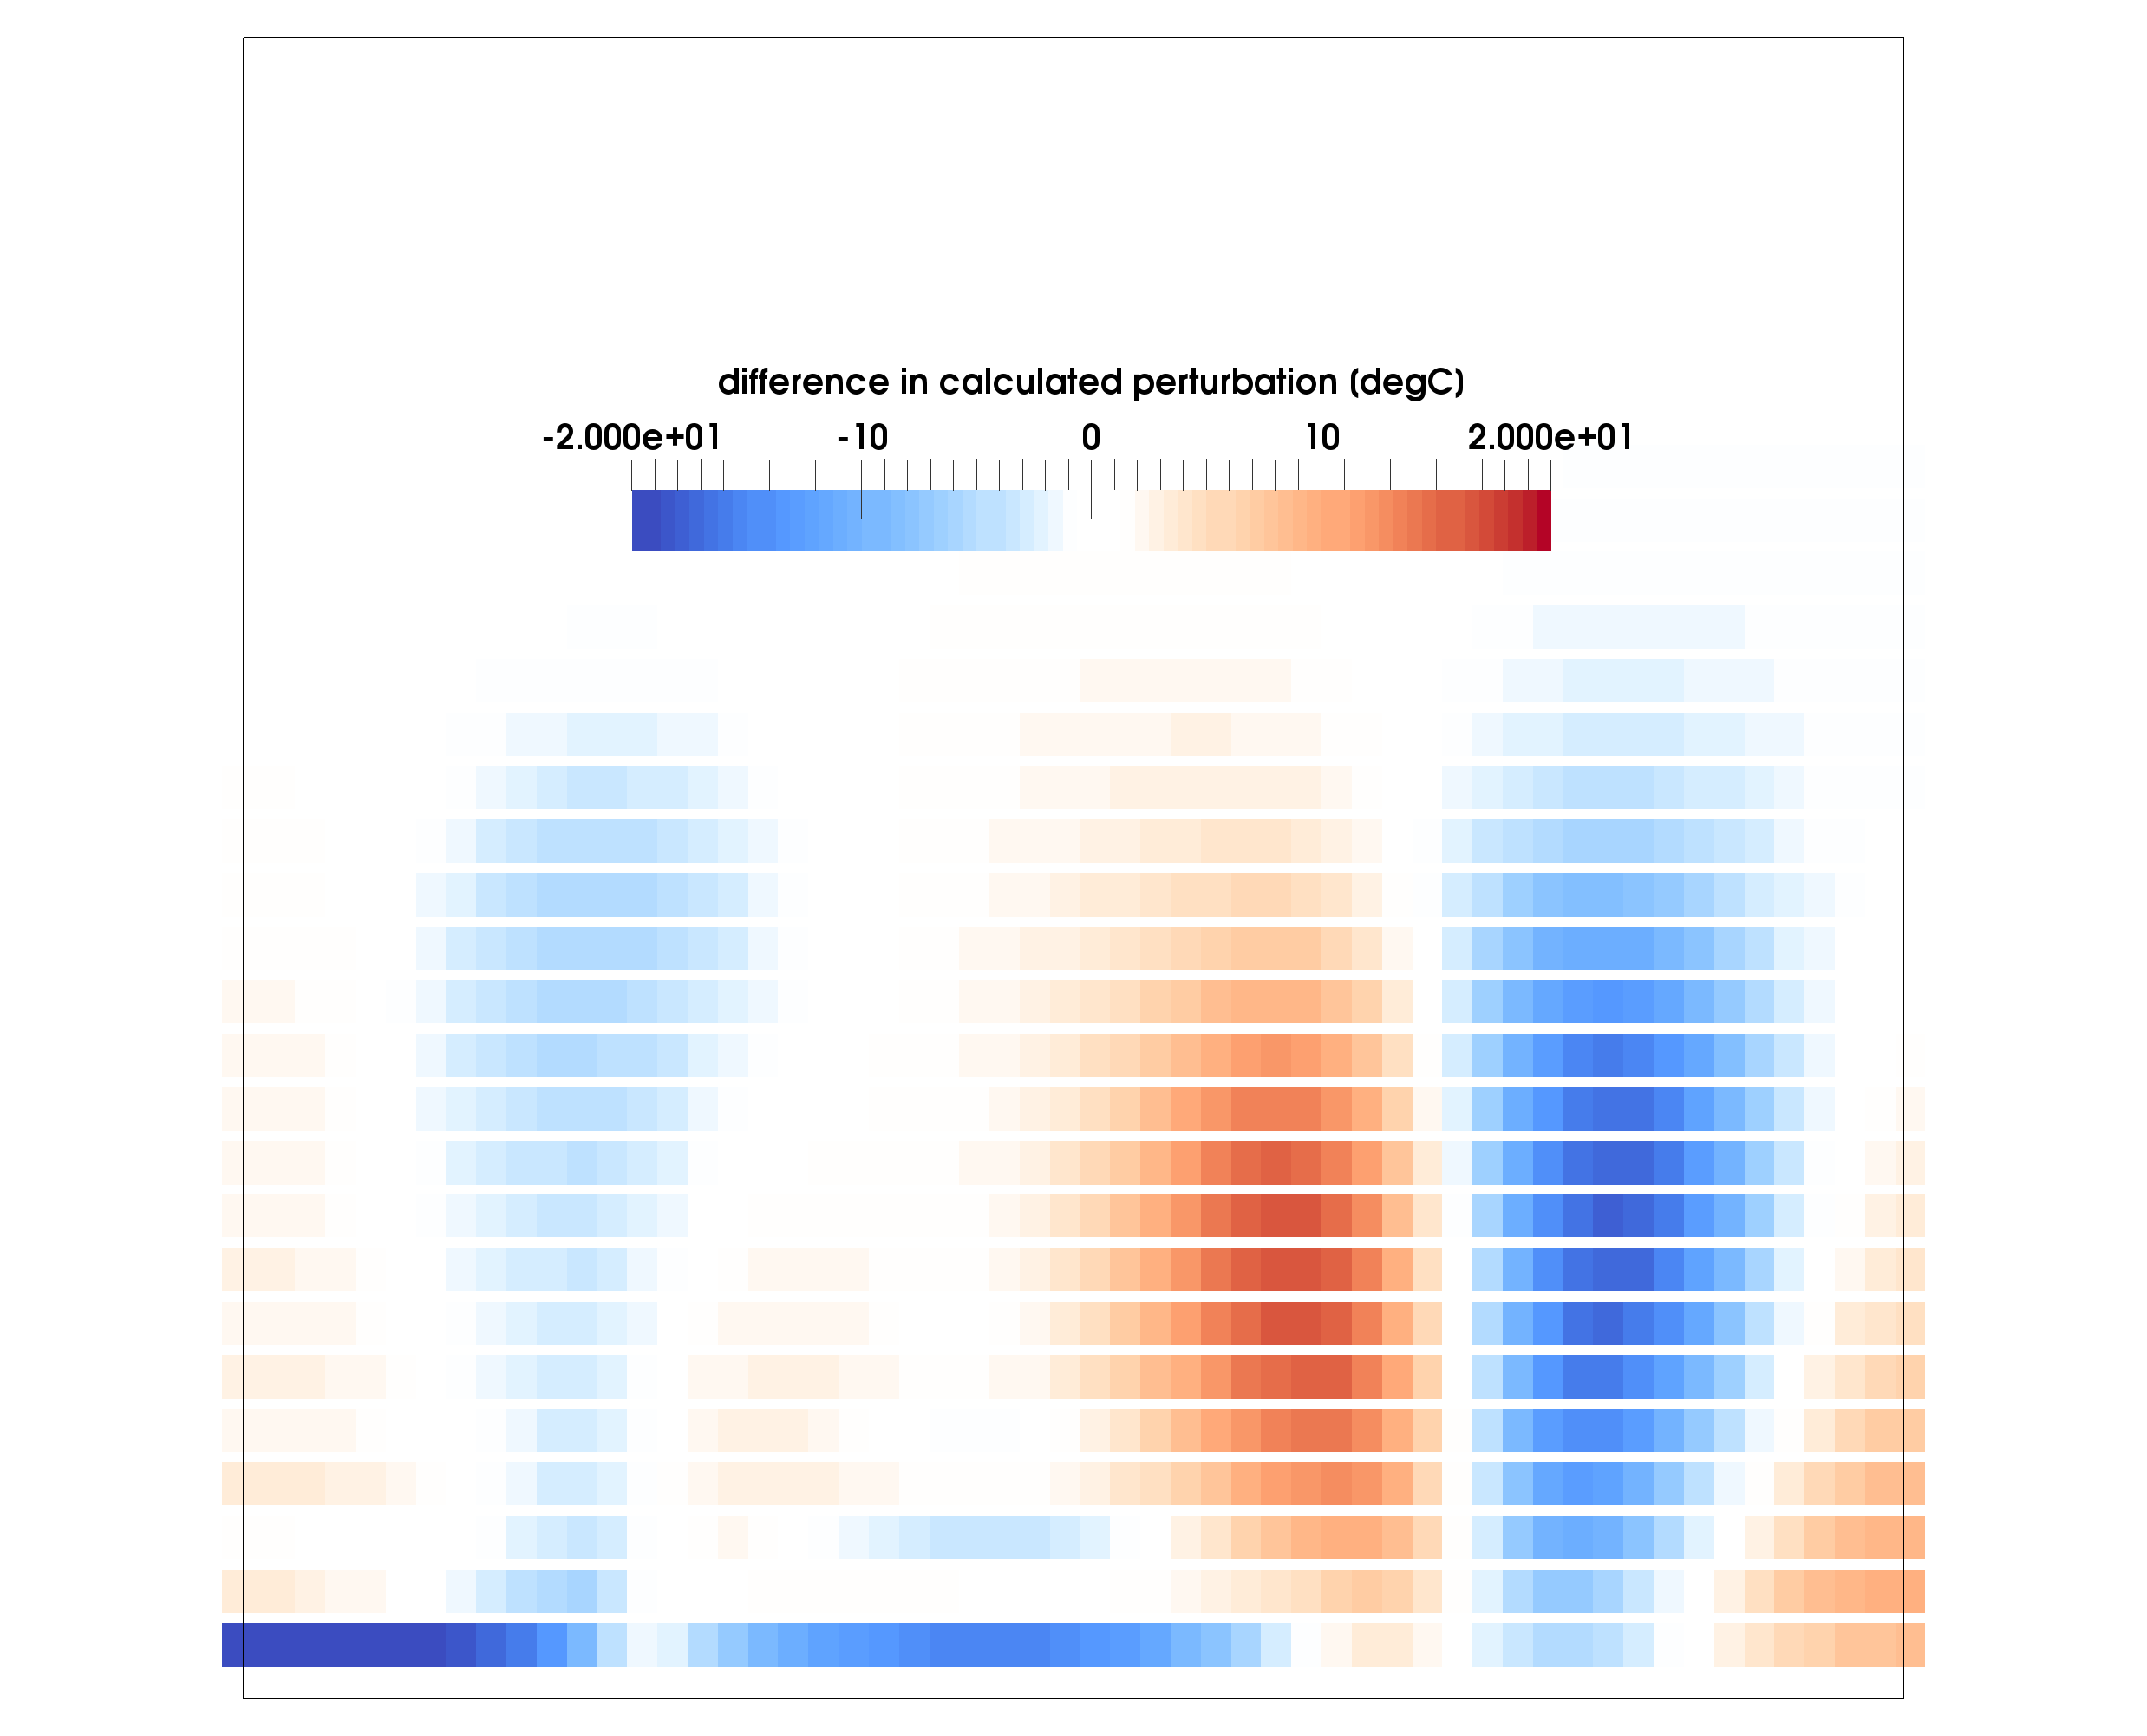 difference in calculated perturbation (degC)
-2.000e+01 -10 0 10 2.000e+01